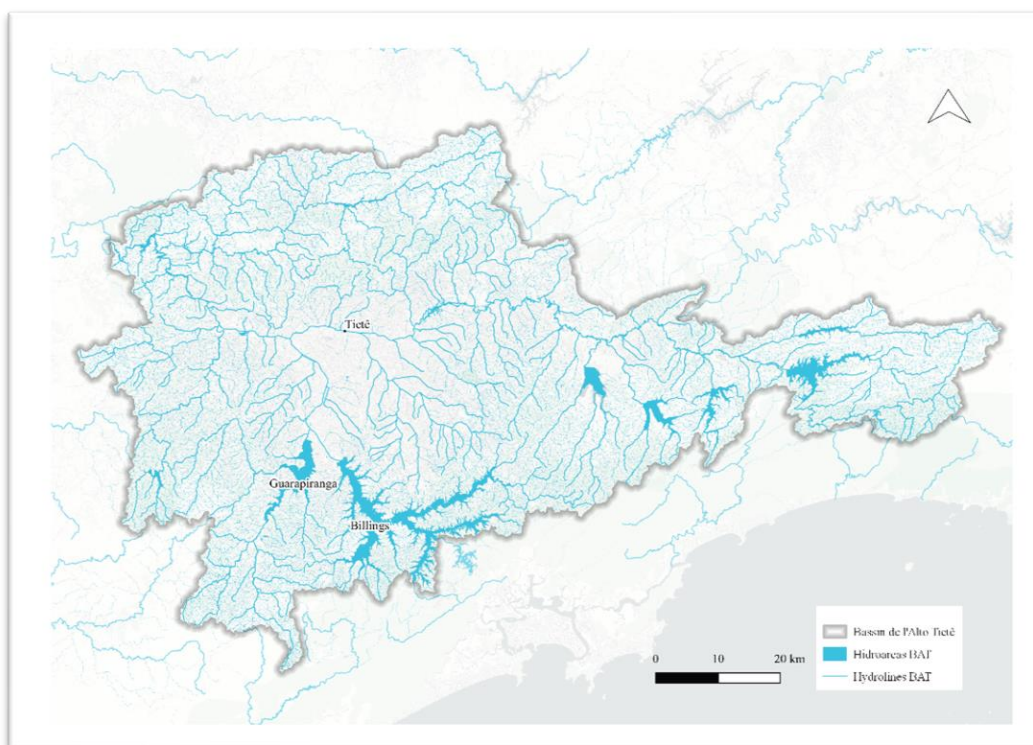 Tietê
Guarapiranga
Billings
0 10 20 km
Bassin de l'Alto Tietê
Hidroareas BAT
Hydrolines BAT